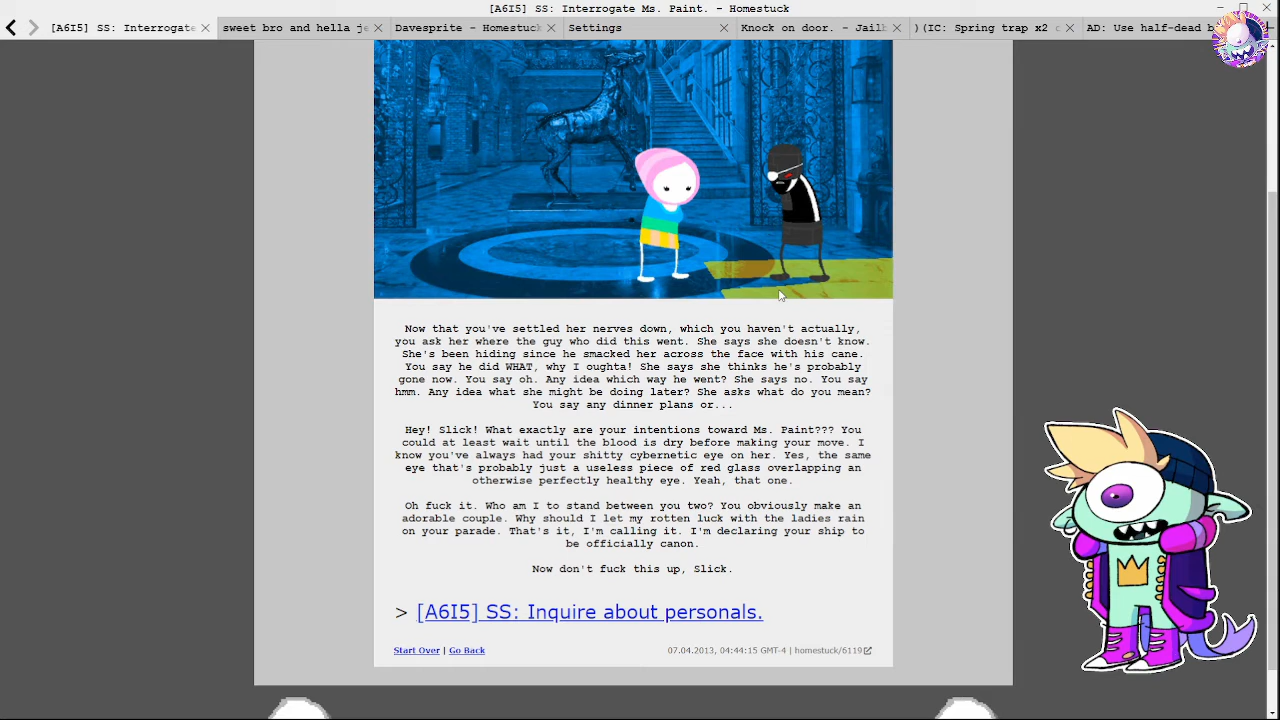 [A6I5] SS: Interrogate Ms. Paint. - Homestuck
[A6I5] SS: Interrogate
sweet bro and hella je
Davesprite - Homestuck
Settings
Knock on door. - Jailb
)(IC: Spring trap x2 c
AD: Use half-dead b
Now that you've settled her nerves down, which you haven't actually,
you ask her where the guy who did this went. She says she doesn't know.
She's been hiding since he smacked her across the face with his cane.
You say he did WHAT, why I oughta! She says she thinks he's probably
gone now. You say oh. Any idea which way he went? She says no. You say
hmm. Any idea what she might be doing later? She asks what do you mean?
You say any dinner plans or...
Hey! Slick! What exactly are your intentions toward Ms. Paint??? You
could at least wait until the blood is dry before making your move. I
know you've always had your shitty cybernetic eye on her. Yes, the same
eye that's probably just a useless piece of red glass overlapping an
otherwise perfectly healthy eye. Yeah, that one.
Oh fuck it. Who am I to stand between you two? You obviously make an
adorable couple. Why should I let my rotten luck with the ladies rain
on your parade. That's it, I'm calling it. I'm declaring your ship to
be officially canon.
Now don't fuck this up, Slick.
> [A6I5] SS: Inquire about personals.
Start Over | Go Back
07.04.2013, 04:44:15 GMT-4 | homestuck/6119